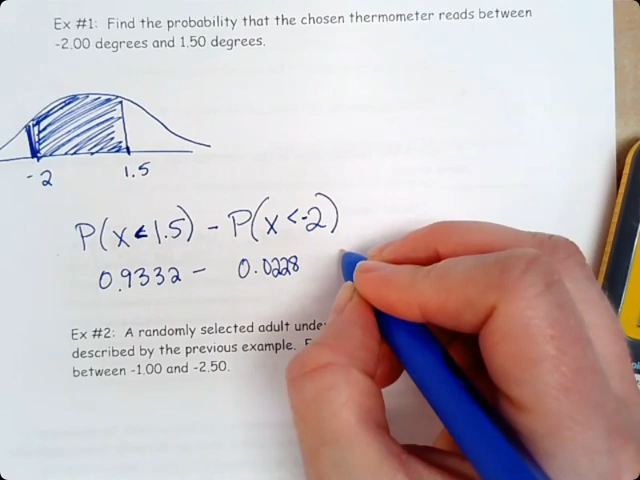 Ex #1: Find the probability that the chosen thermometer reads between
-2.00 degrees and 1.50 degrees.
-2 1.5
P(x<1.5) - P(x<-2)
0.9332 - 0.0228
Ex #2: A randomly selected adult unde
described by the previous example.
between -1.00 and -2.50.